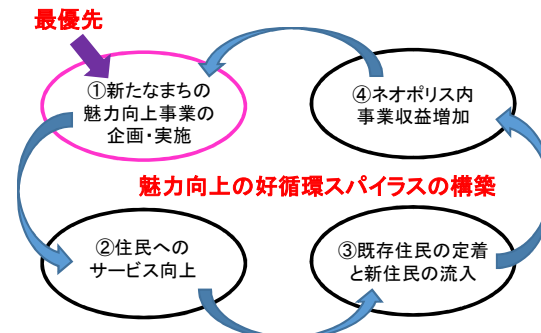 最優先
①新たなまちの
魅力向上事業の
企画・実施
④ネオポリス内
事業収益増加
魅力向上の好循環スパイラスの構築
②住民への
サービス向上
③既存住民の定着
と新住民の流入